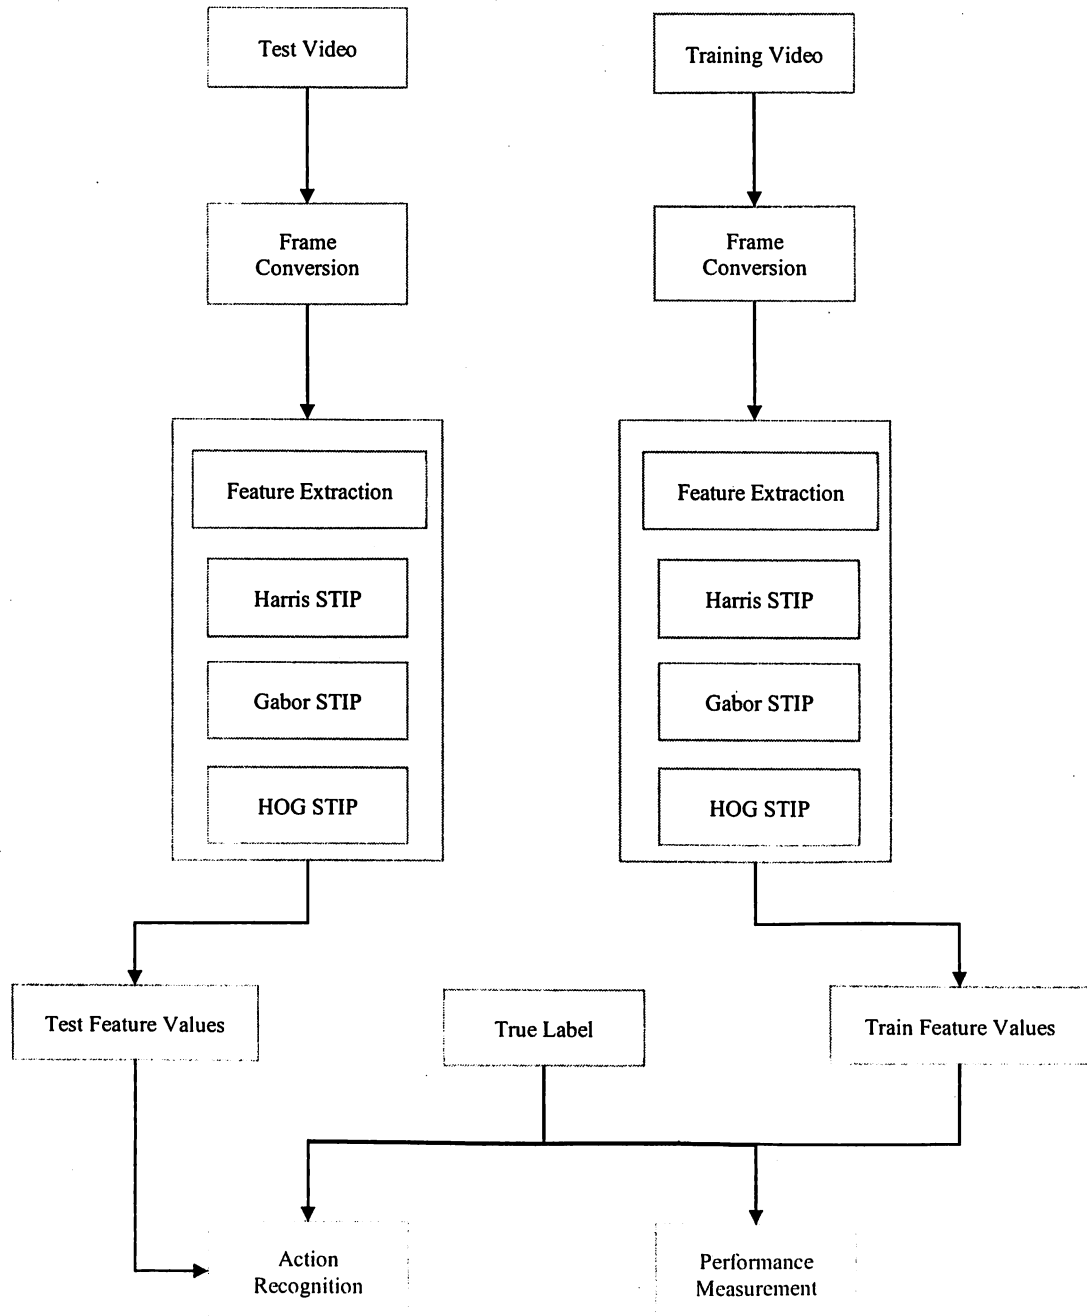 Test Video
Training Video
Frame
Conversion
Frame
Conversion
Feature Extraction
Harris STIP
Gabor STIP
HOG STIP
Feature Extraction
Harris STIP
Gabor STIP
HOG STIP
Test Feature Values
True Label
Train Feature Values
Action
Recognition
Performance
Measurement